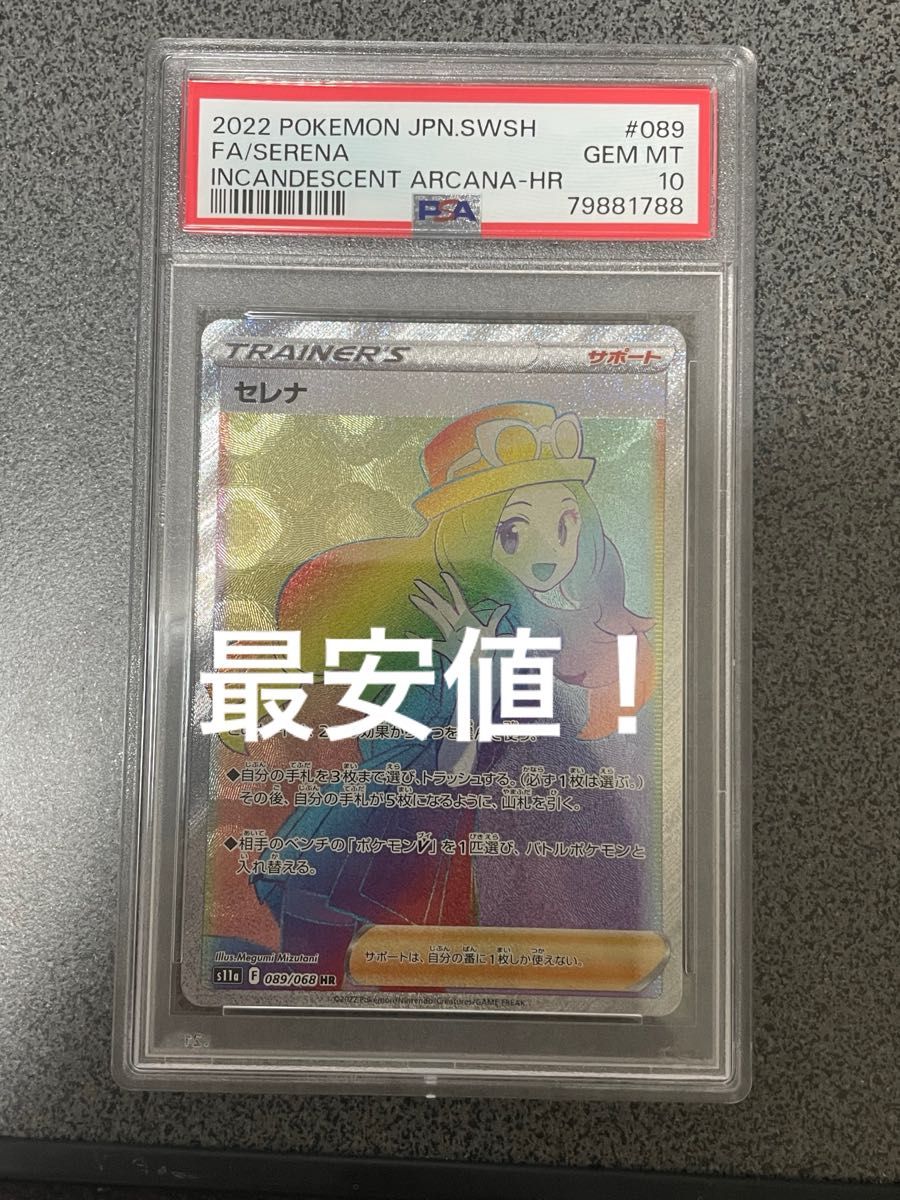 2022 POKEMON JPN.SWSH #089
FA/SERENA GEM MT
INCANDESCENT ARCANA-HR 10
PSA 79881788
TRAINER'S サポート
セレナ
最安値！
◆自分の手札を3枚まで選び、トラッシュする。（必ず1枚は選ぶ。）
その後、自分の手札が5枚になるように、山札を引く。
◆相手のベンチの「ポケモンV」を1匹選び、バトルポケモンと
入れ替える。
Illus.Megumi Mizutani
サポートは、自分の番に1枚しか使えない。
s11a F 089/068 HR
©2022 Pokémon/Nintendo/Creatures/GAME FREAK